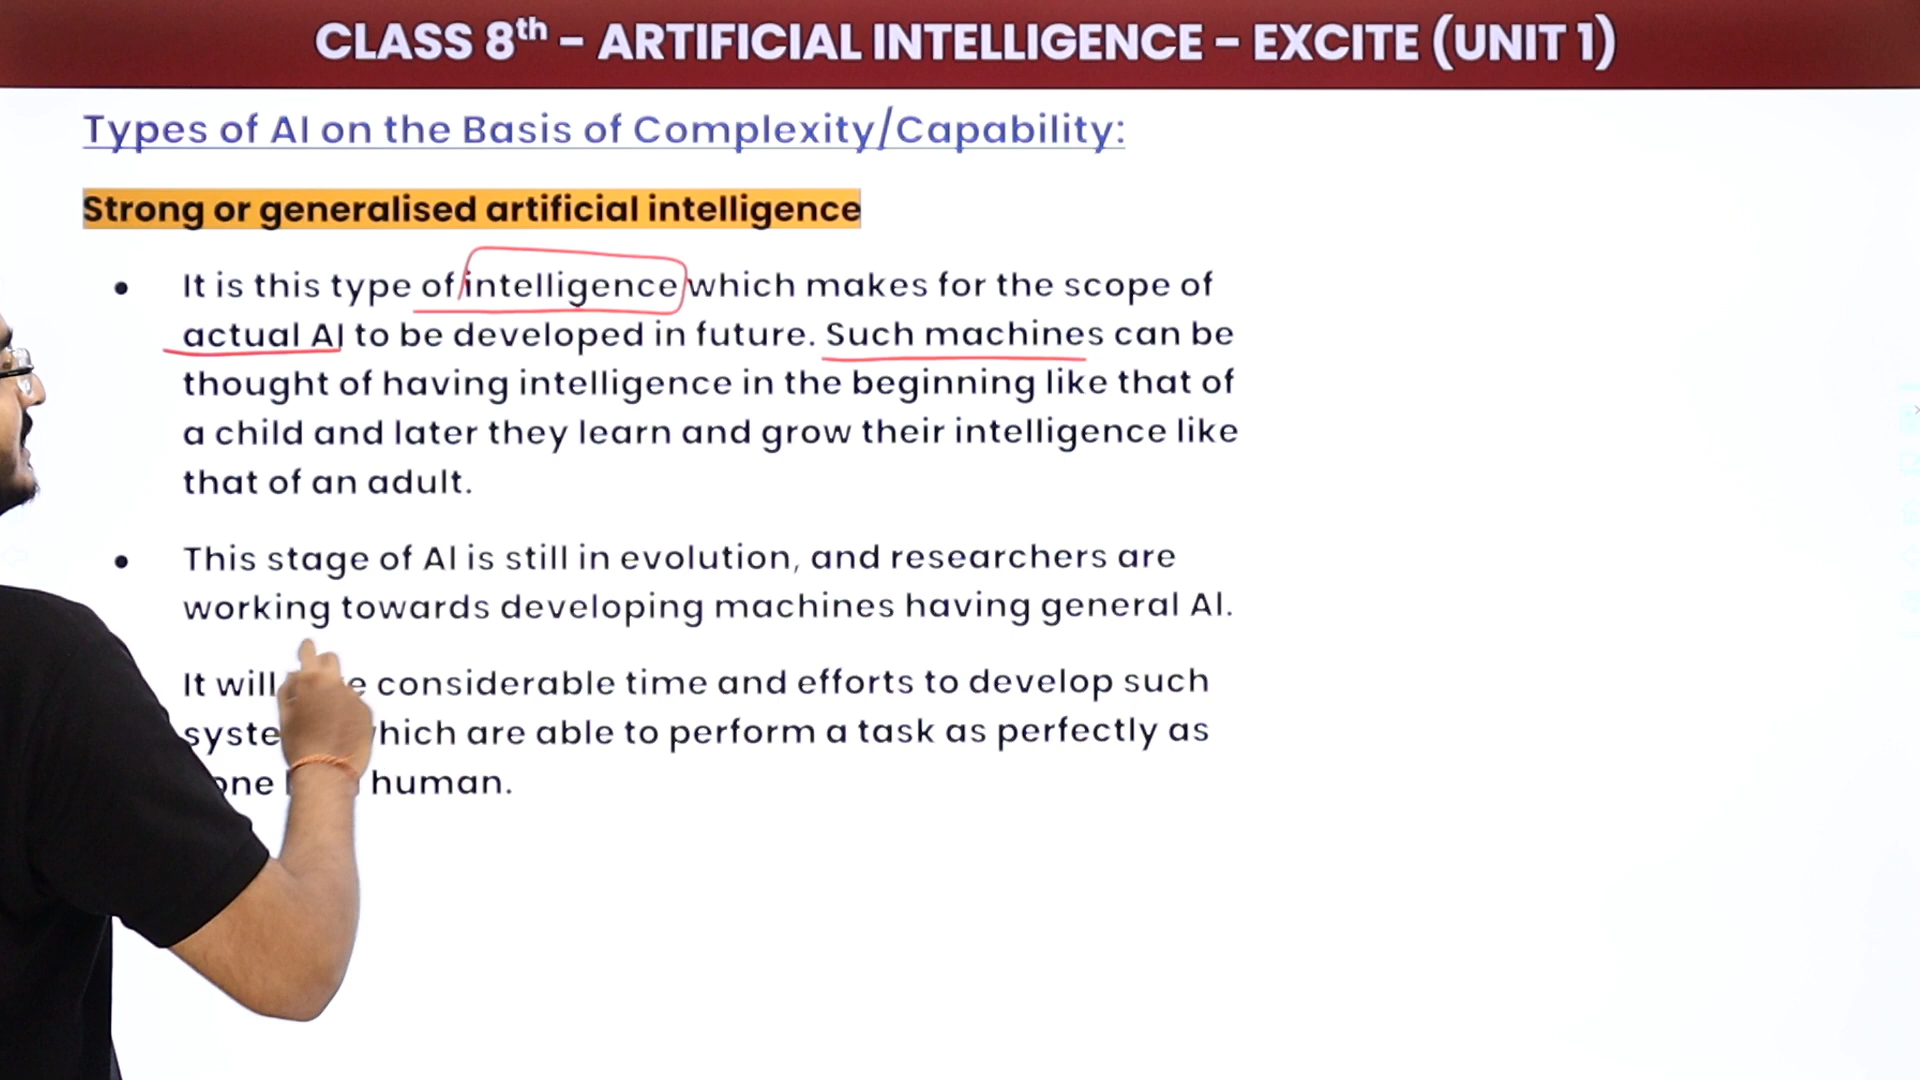 CLASS 8th – ARTIFICIAL INTELLIGENCE – EXCITE (UNIT 1)
Types of AI on the Basis of Complexity/Capability:
Strong or generalised artificial intelligence
• It is this type of intelligence which makes for the scope of
actual AI to be developed in future. Such machines can be
thought of having intelligence in the beginning like that of
a child and later they learn and grow their intelligence like
that of an adult.
• This stage of AI is still in evolution, and researchers are
working towards developing machines having general AI.
It will considerable time and efforts to develop such
which are able to perform a task as perfectly as
human.